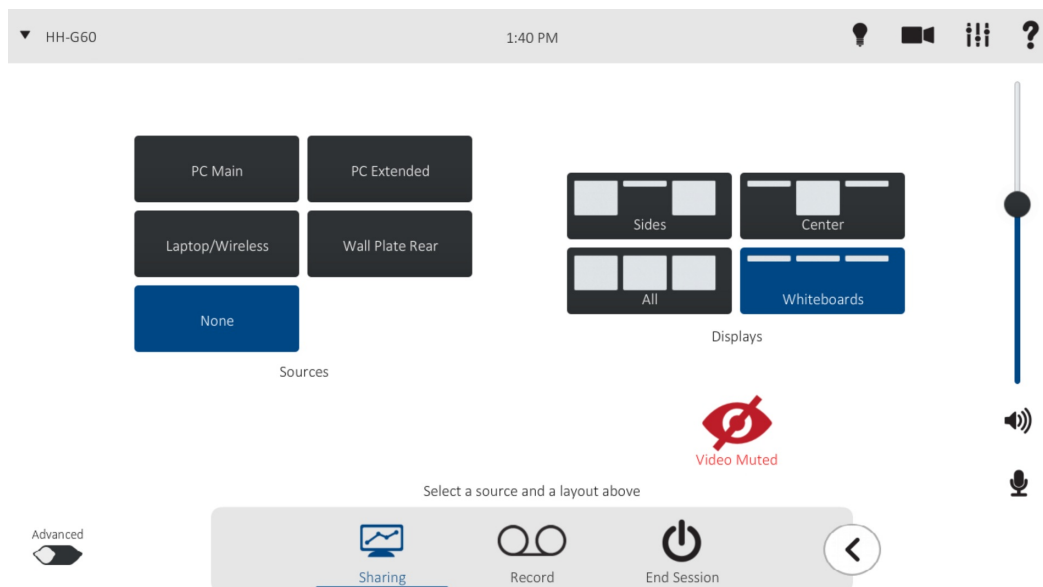 HH-G60
1:40 PM
?
PC Main
PC Extended
Laptop/Wireless
Wall Plate Rear
None
Sources
Sides
Center
All
Whiteboards
Displays
Video Muted
Select a source and a layout above
Advanced
Sharing
Record
End Session